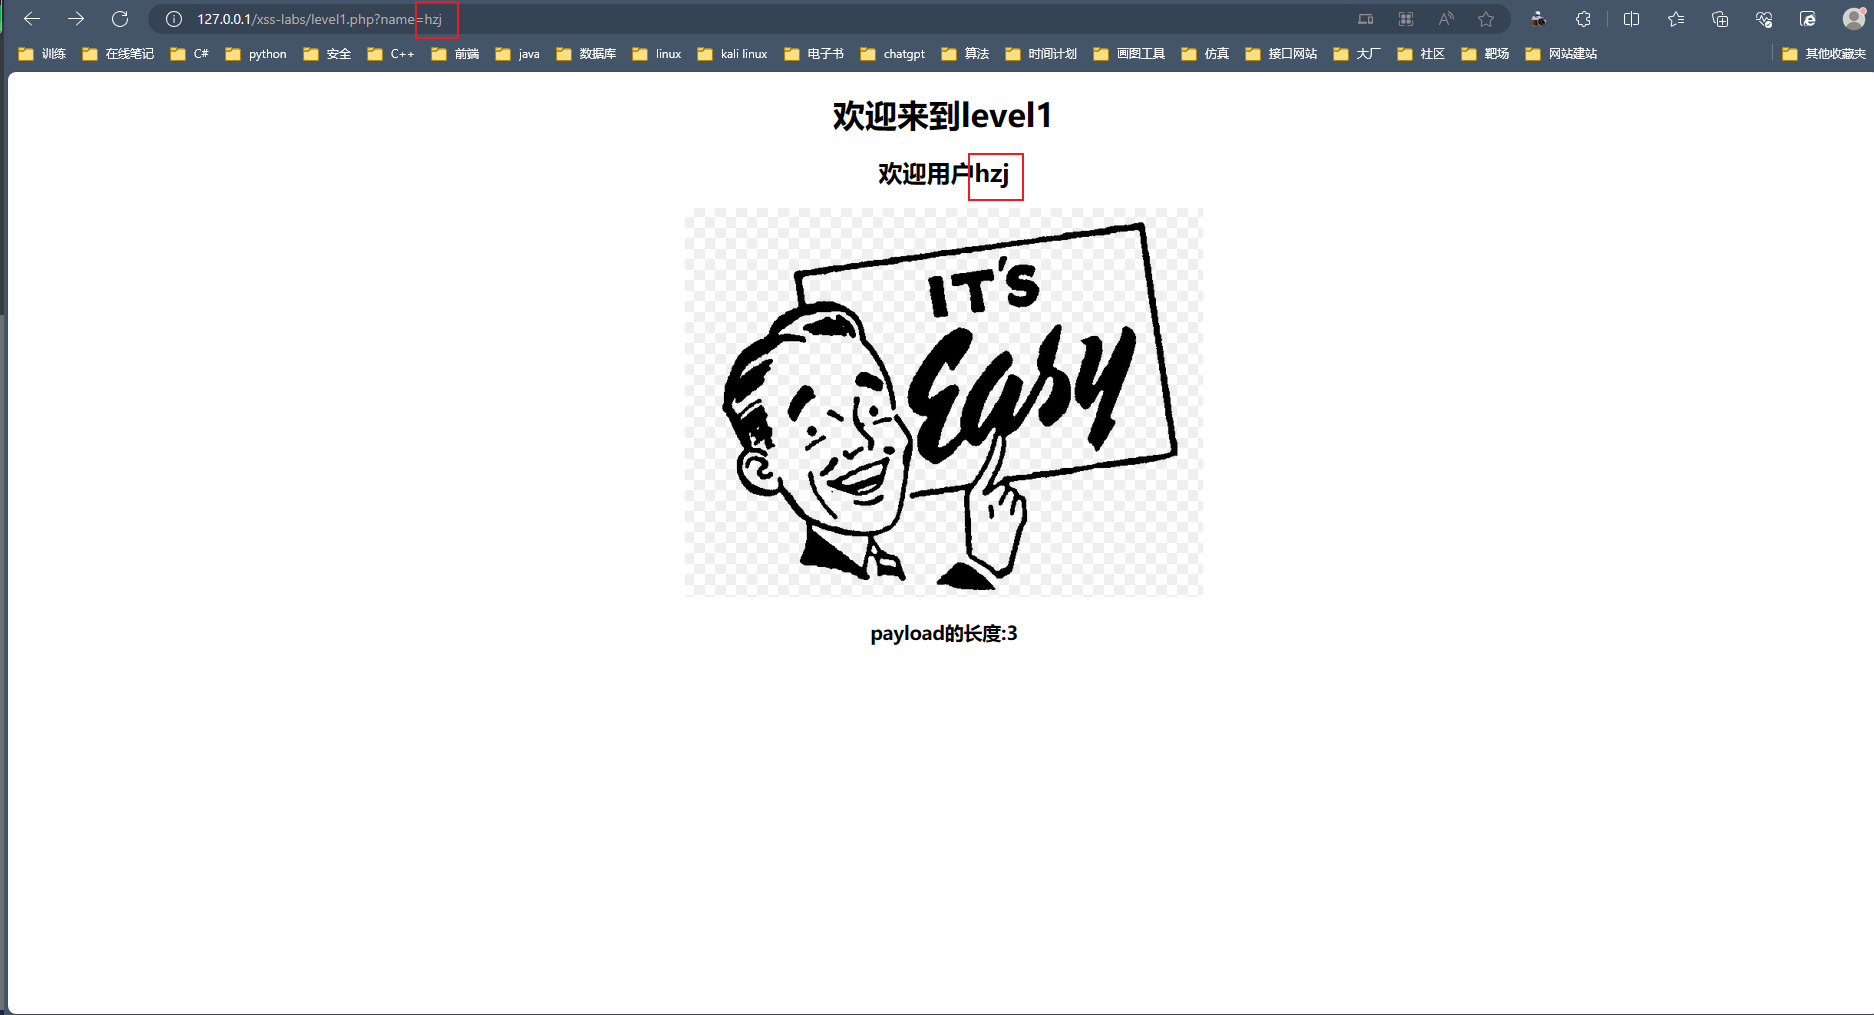 127.0.0.1/xss-labs/level1.php?name=hzj
训练 在线笔记 C# python 安全 C++ 前端 java 数据库 linux kali linux 电子书 chatgpt 算法 时间计划 画图工具 仿真 接口网站 大厂 社区 靶场 网站建站 其他收藏夹
欢迎来到level1
欢迎用户hzj
IT'S
Easy
payload的长度:3